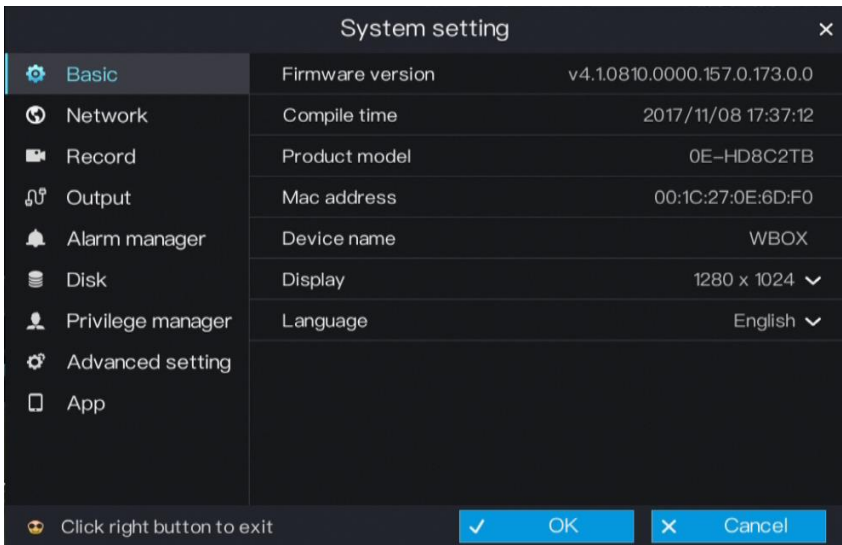 System setting
Basic
Firmware version v4.1.0810.0000.157.0.173.0.0
Network
Compile time 2017/11/08 17:37:12
Record
Product model 0E-HD8C2TB
Output
Mac address 00:1C:27:0E:6D:F0
Alarm manager
Device name WBOX
Disk
Display 1280 x 1024
Privilege manager
Language English
Advanced setting
App
Click right button to exit
OK
Cancel